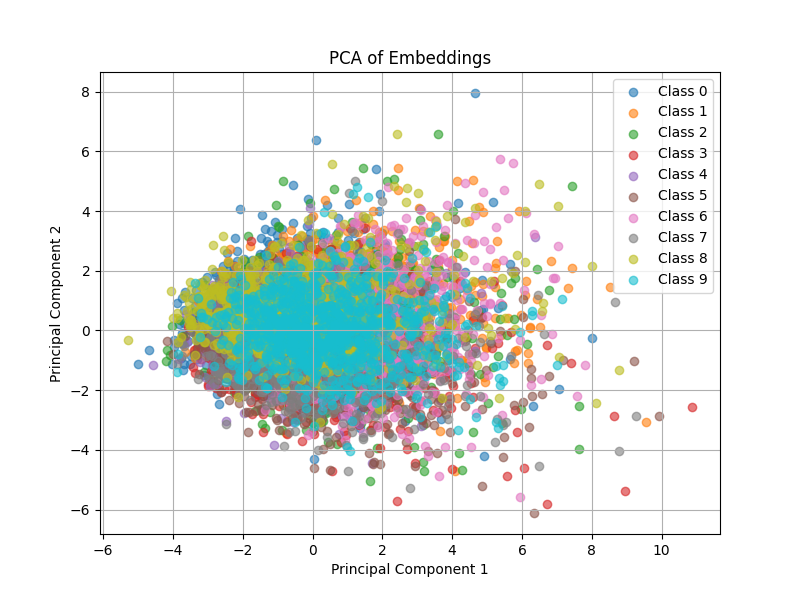 PCA of Embeddings
Principal Component 2
8
6
4
2
0
−2
−4
−6
Class 0
Class 1
Class 2
Class 3
Class 4
Class 5
Class 6
Class 7
Class 8
Class 9
−6 −4 −2 0 2 4 6 8 10
Principal Component 1